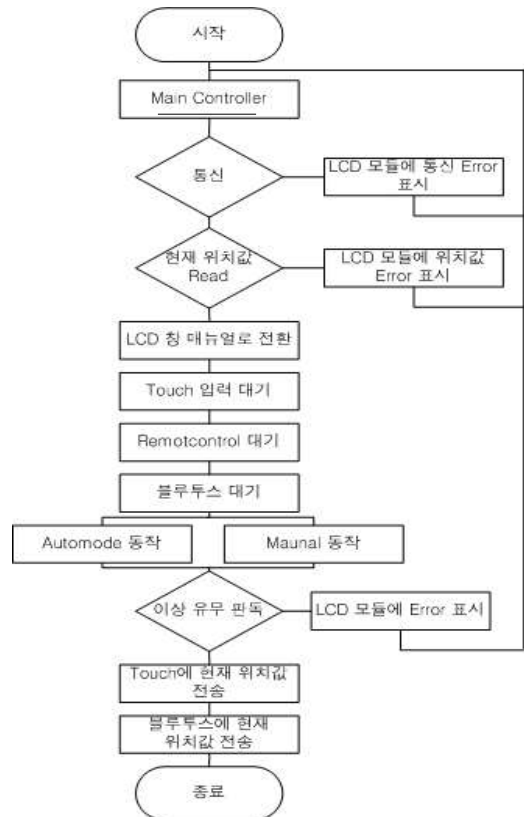 시작
Main Controller
통신
LCD 모듈에 통신 Error
표시
현재 위치값
Read
LCD 모듈에 위치값
Error 표시
LCD 창 매뉴얼로 전환
Touch 입력 대기
Remotcontrol 대기
블루투스 대기
Automode 동작
Maunal 동작
이상 유무 판독
LCD 모듈에 Error 표시
Touch에 현재 위치값
전송
블루투스에 현재
위치값 전송
종료